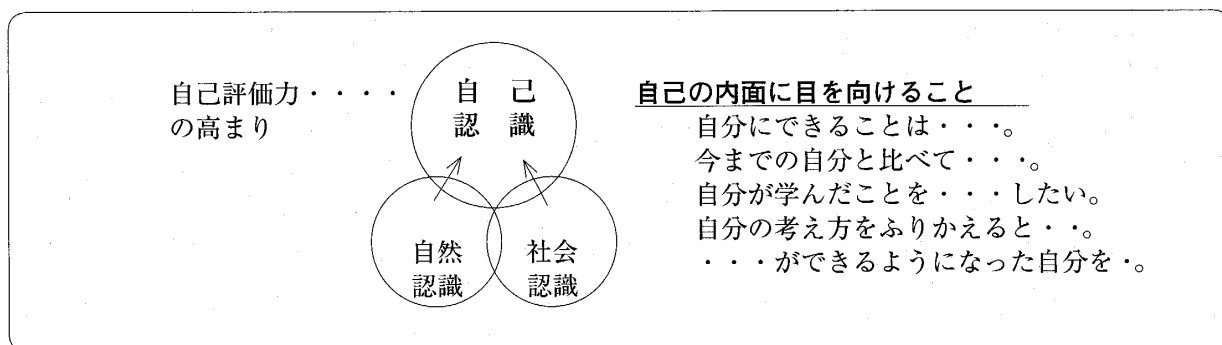 自己評価力・・・・
の高まり
自己
認識
自然
認識
社会
認識
自己の内面に目を向けること
自分にできることは・・・。
今までの自分と比べて・・・。
自分が学んだことを・・・したい。
自分の考え方をふりかえると・・。
・・・ができるようになった自分を・。